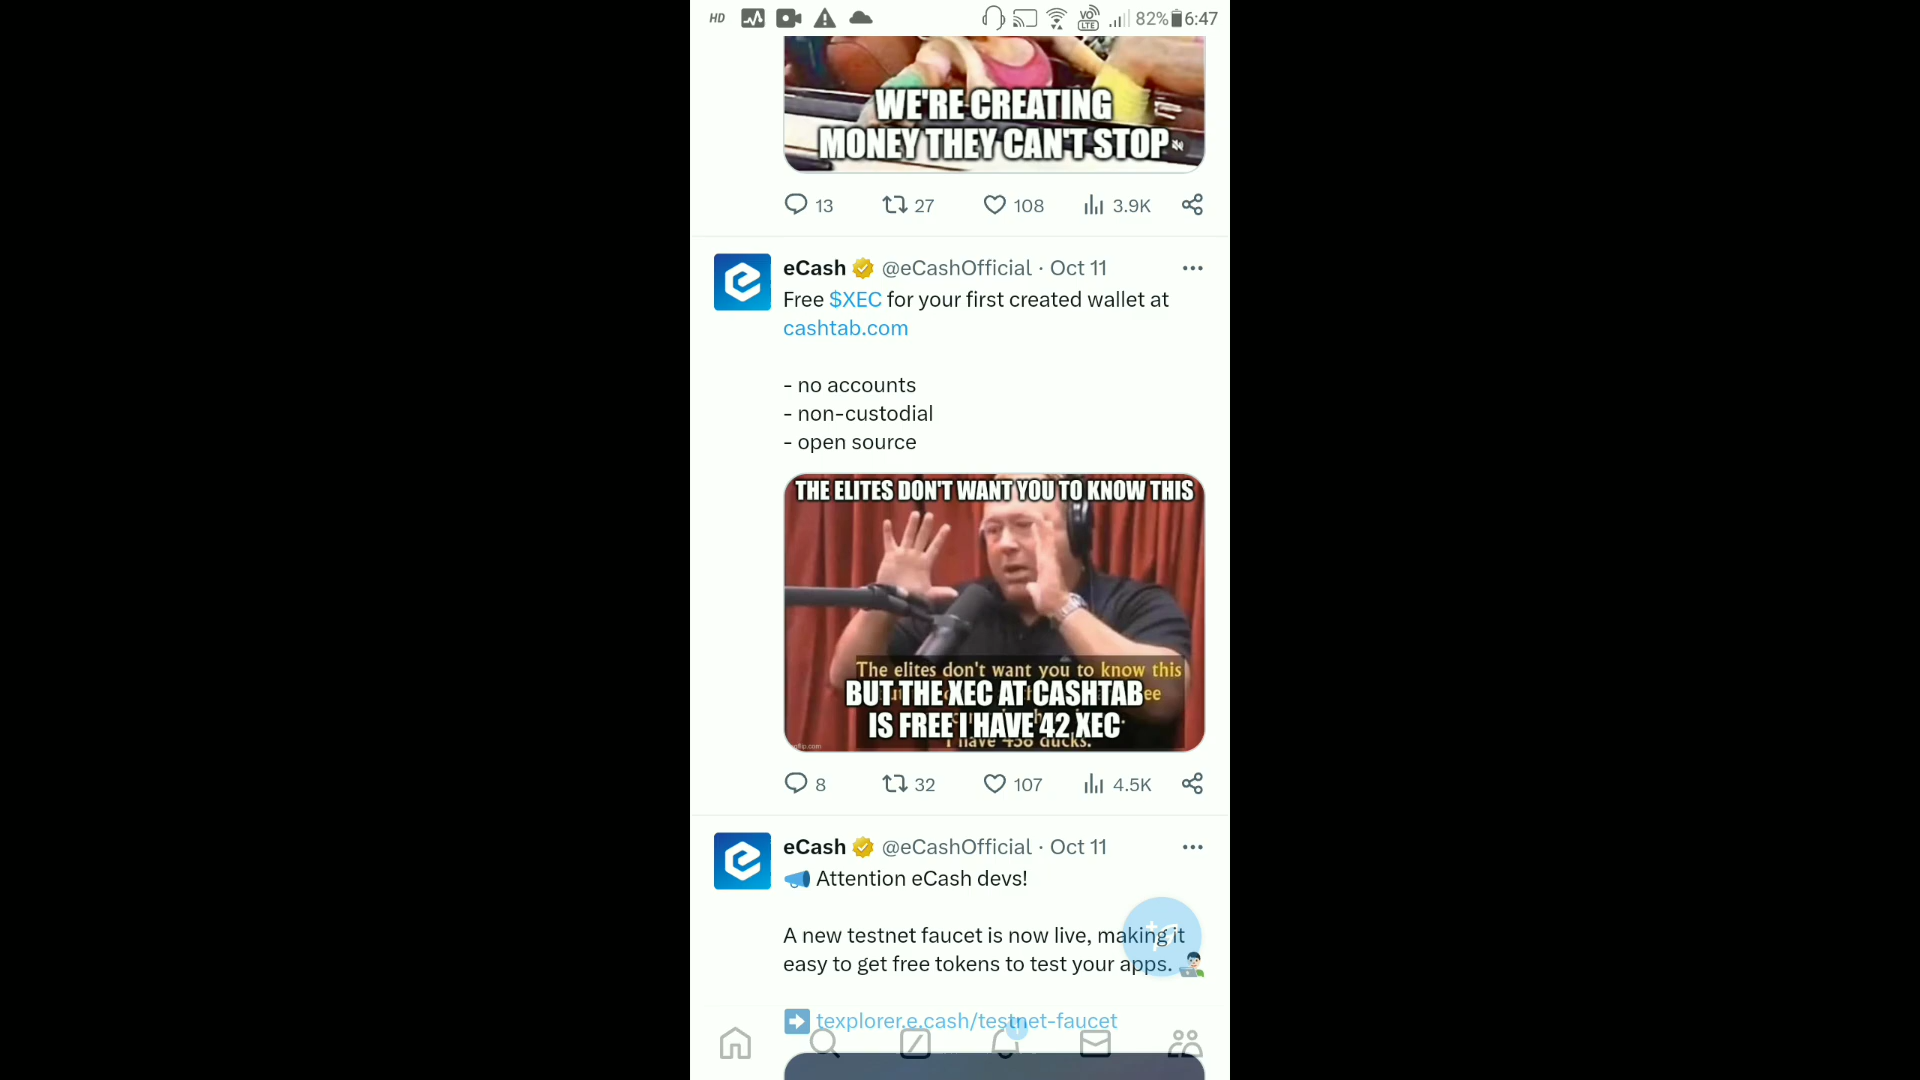 HD
VO
LTE
82% 6:47
WE'RE CREATING
MONEY THEY CAN'T STOP
13 27 108 3.9K
eCash @eCashOfficial · Oct 11
Free $XEC for your first created wallet at
cashtab.com
- no accounts
- non-custodial
- open source
THE ELITES DON'T WANT YOU TO KNOW THIS
The elites don't want you to know this
BUT THE XEC AT CASHTAB
IS FREE I HAVE 42 XEC
I have 458 ducks.
8 32 107 4.5K
eCash @eCashOfficial · Oct 11
Attention eCash devs!
A new testnet faucet is now live, making it
easy to get free tokens to test your apps.
texplorer.e.cash/testnet-faucet